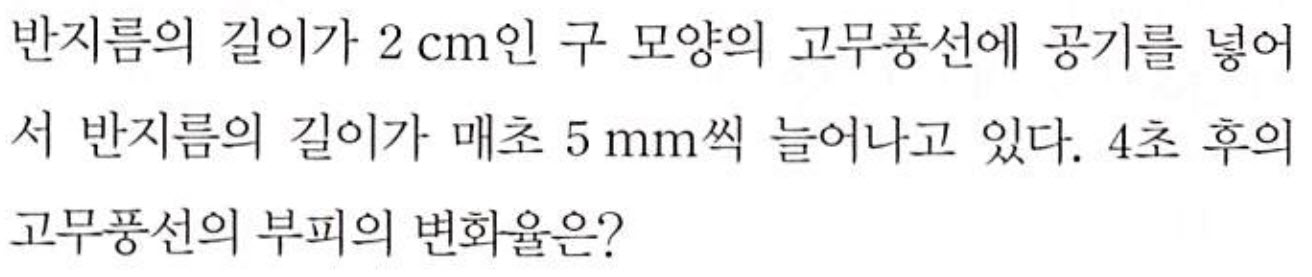 반지름의 길이가 2 cm인 구 모양의 고무풍선에 공기를 넣어
서 반지름의 길이가 매초 5 mm씩 늘어나고 있다. 4초 후의
고무풍선의 부피의 변화율은?